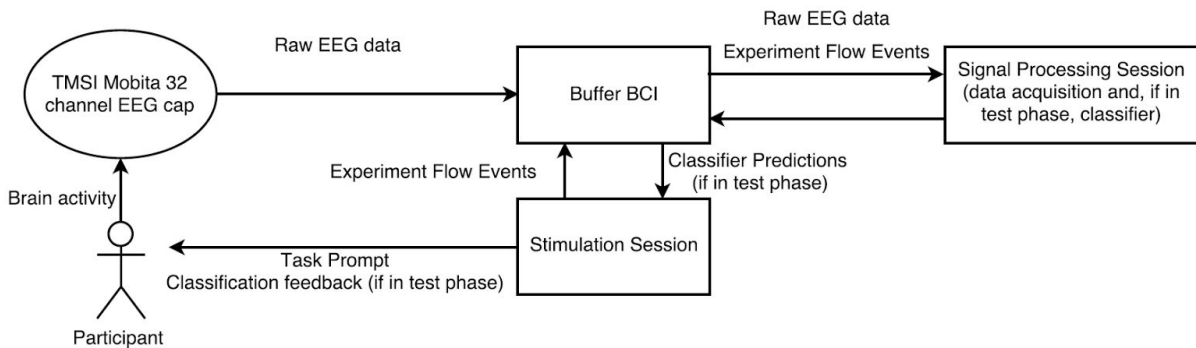 Raw EEG data
Raw EEG data
Experiment Flow Events
TMSI Mobita 32
channel EEG cap
Buffer BCI
Signal Processing Session
(data acquisition and, if in
test phase, classifier)
Brain activity
Experiment Flow Events
Classifier Predictions
(if in test phase)
Stimulation Session
Task Prompt
Classification feedback (if in test phase)
Participant